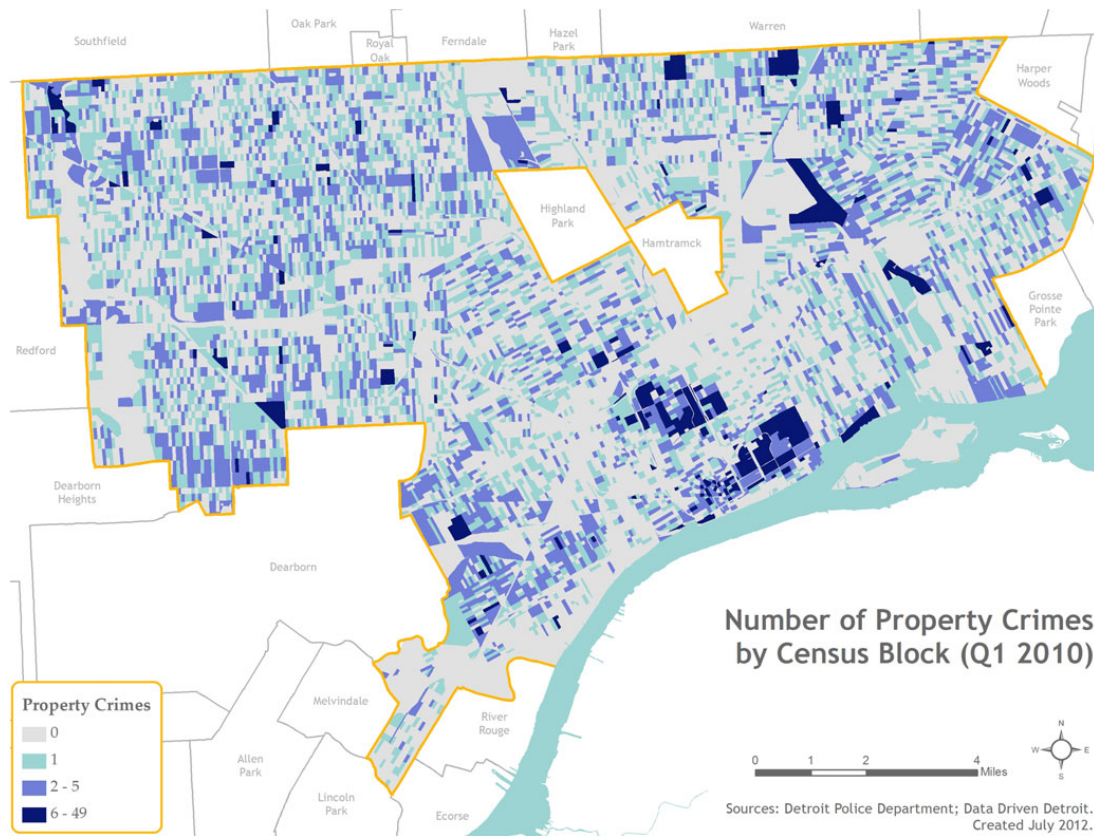 Oak Park
Southfield
Royal
Oak
Ferndale
Hazel
Park
Warren
Harper
Woods
Highland
Park
Hamtramck
Grosse
Pointe
Park
Redford
Dearborn
Heights
Dearborn
Number of Property Crimes
by Census Block (Q1 2010)
Property Crimes
0
1
2 - 5
6 - 49
Melvindale
River
Rouge
Allen
Park
Lincoln
Park
Ecorse
N
W
E
S
0
1
2
4
Miles
Sources: Detroit Police Department; Data Driven Detroit.
Created July 2012.